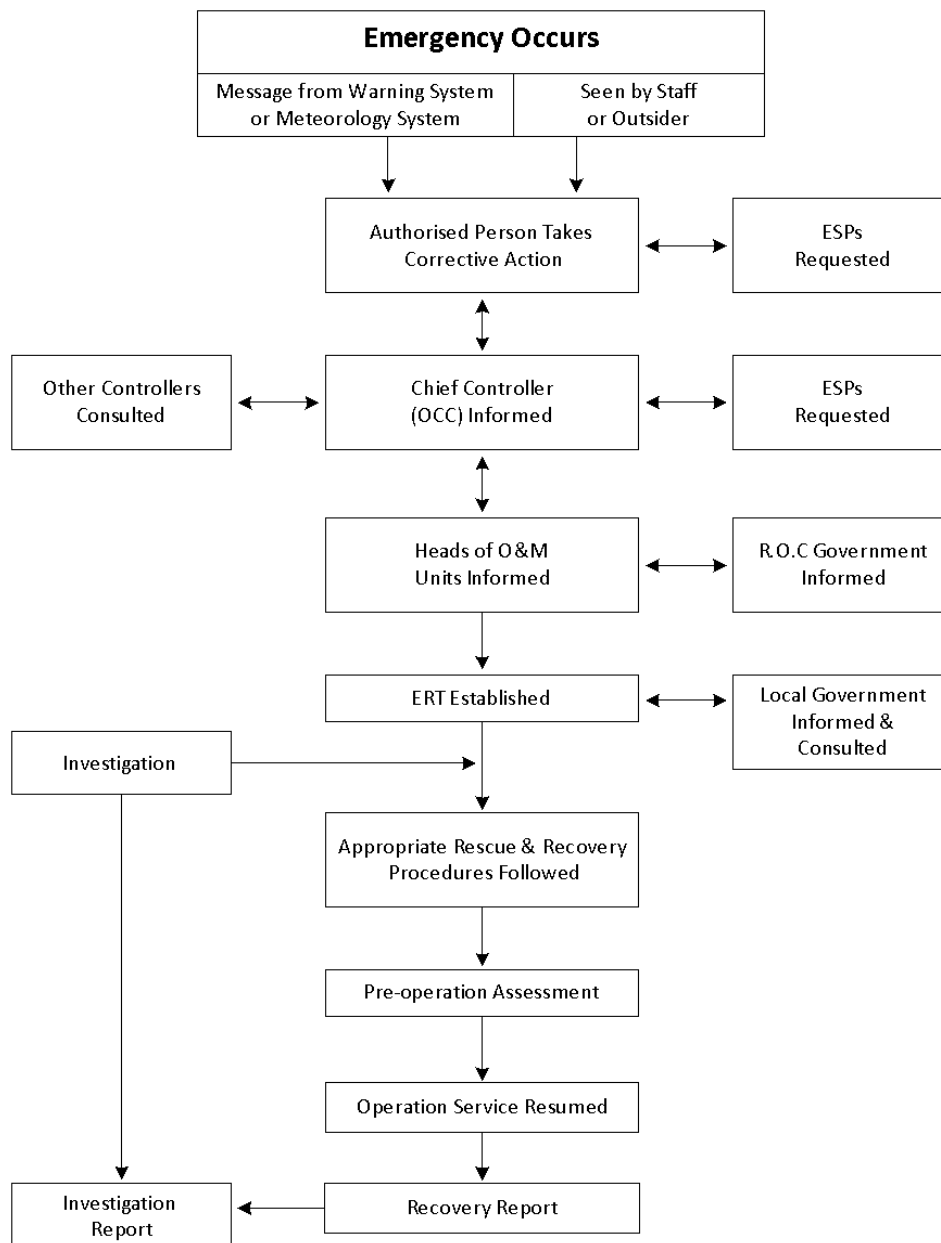 Emergency Occurs
Message from Warning System
or Meteorology System
Seen by Staff
or Outsider
Authorised Person Takes
Corrective Action
ESPs
Requested
Other Controllers
Consulted
Chief Controller
(OCC) Informed
ESPs
Requested
Heads of O&M
Units Informed
R.O.C Government
Informed
ERT Established
Local Government
Informed &
Consulted
Investigation
Appropriate Rescue & Recovery
Procedures Followed
Pre-operation Assessment
Operation Service Resumed
Investigation
Report
Recovery Report